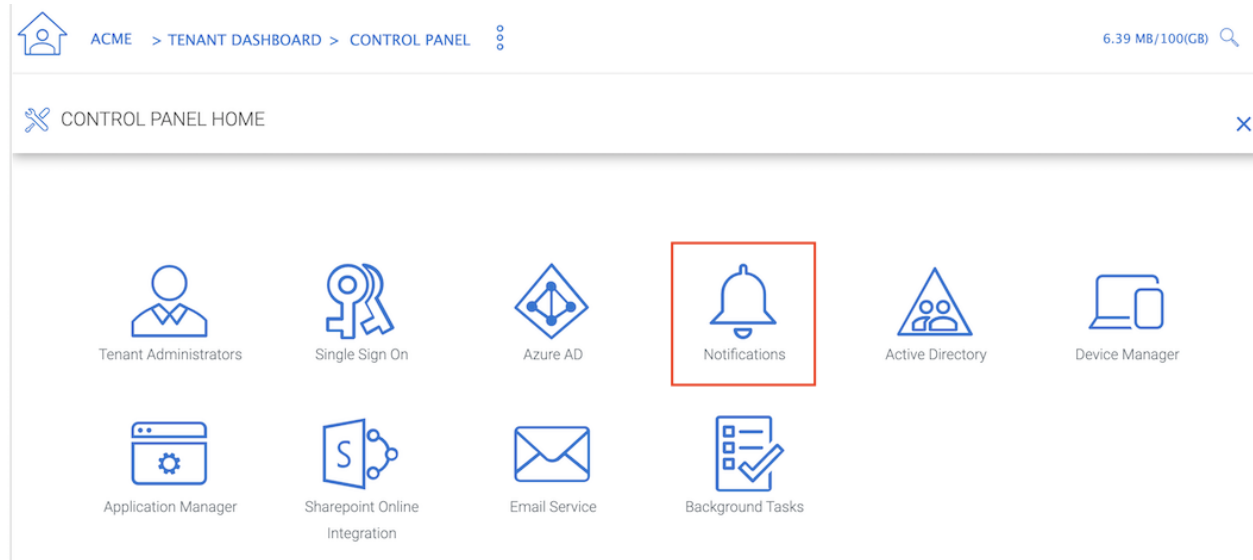 ACME > TENANT DASHBOARD > CONTROL PANEL
6.39 MB/100(GB)
CONTROL PANEL HOME
Tenant Administrators
Single Sign On
Azure AD
Notifications
Active Directory
Device Manager
Application Manager
S
Sharepoint Online
Integration
Email Service
Background Tasks